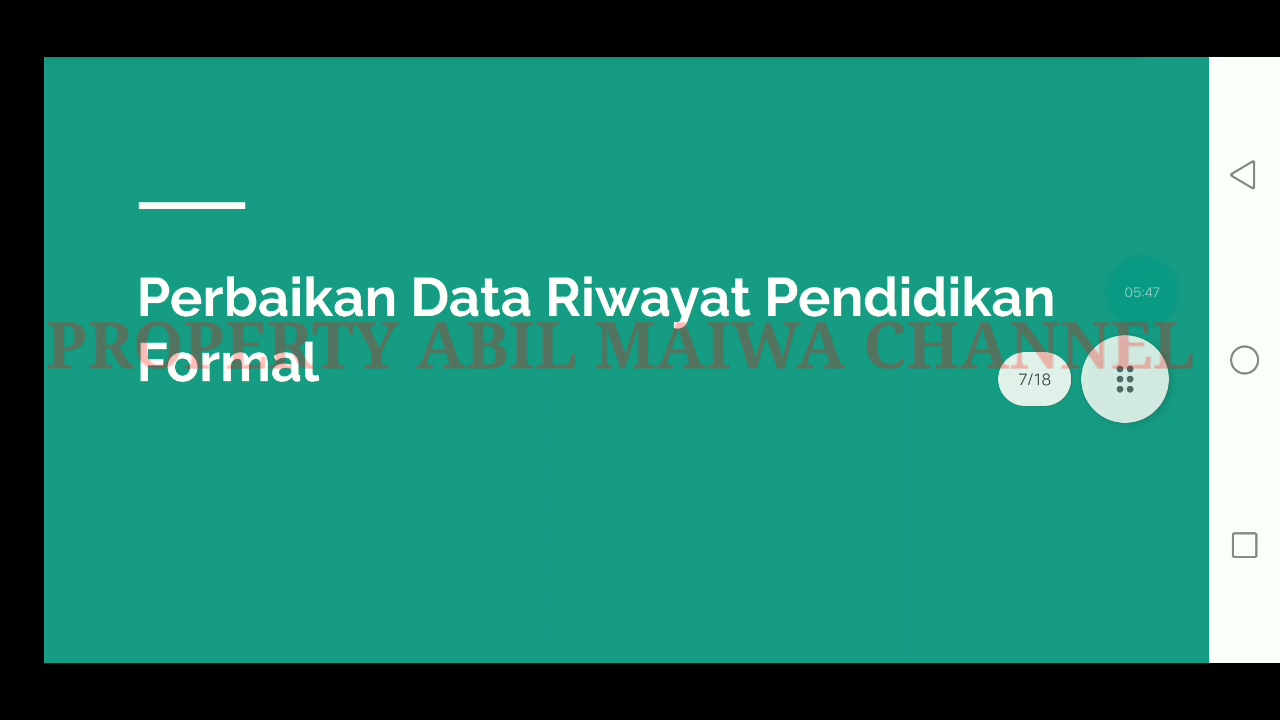 Perbaikan Data Riwayat Pendidikan
Formal
PROPERTY ABIL MAIWA CHANNEL
05:47
7/18